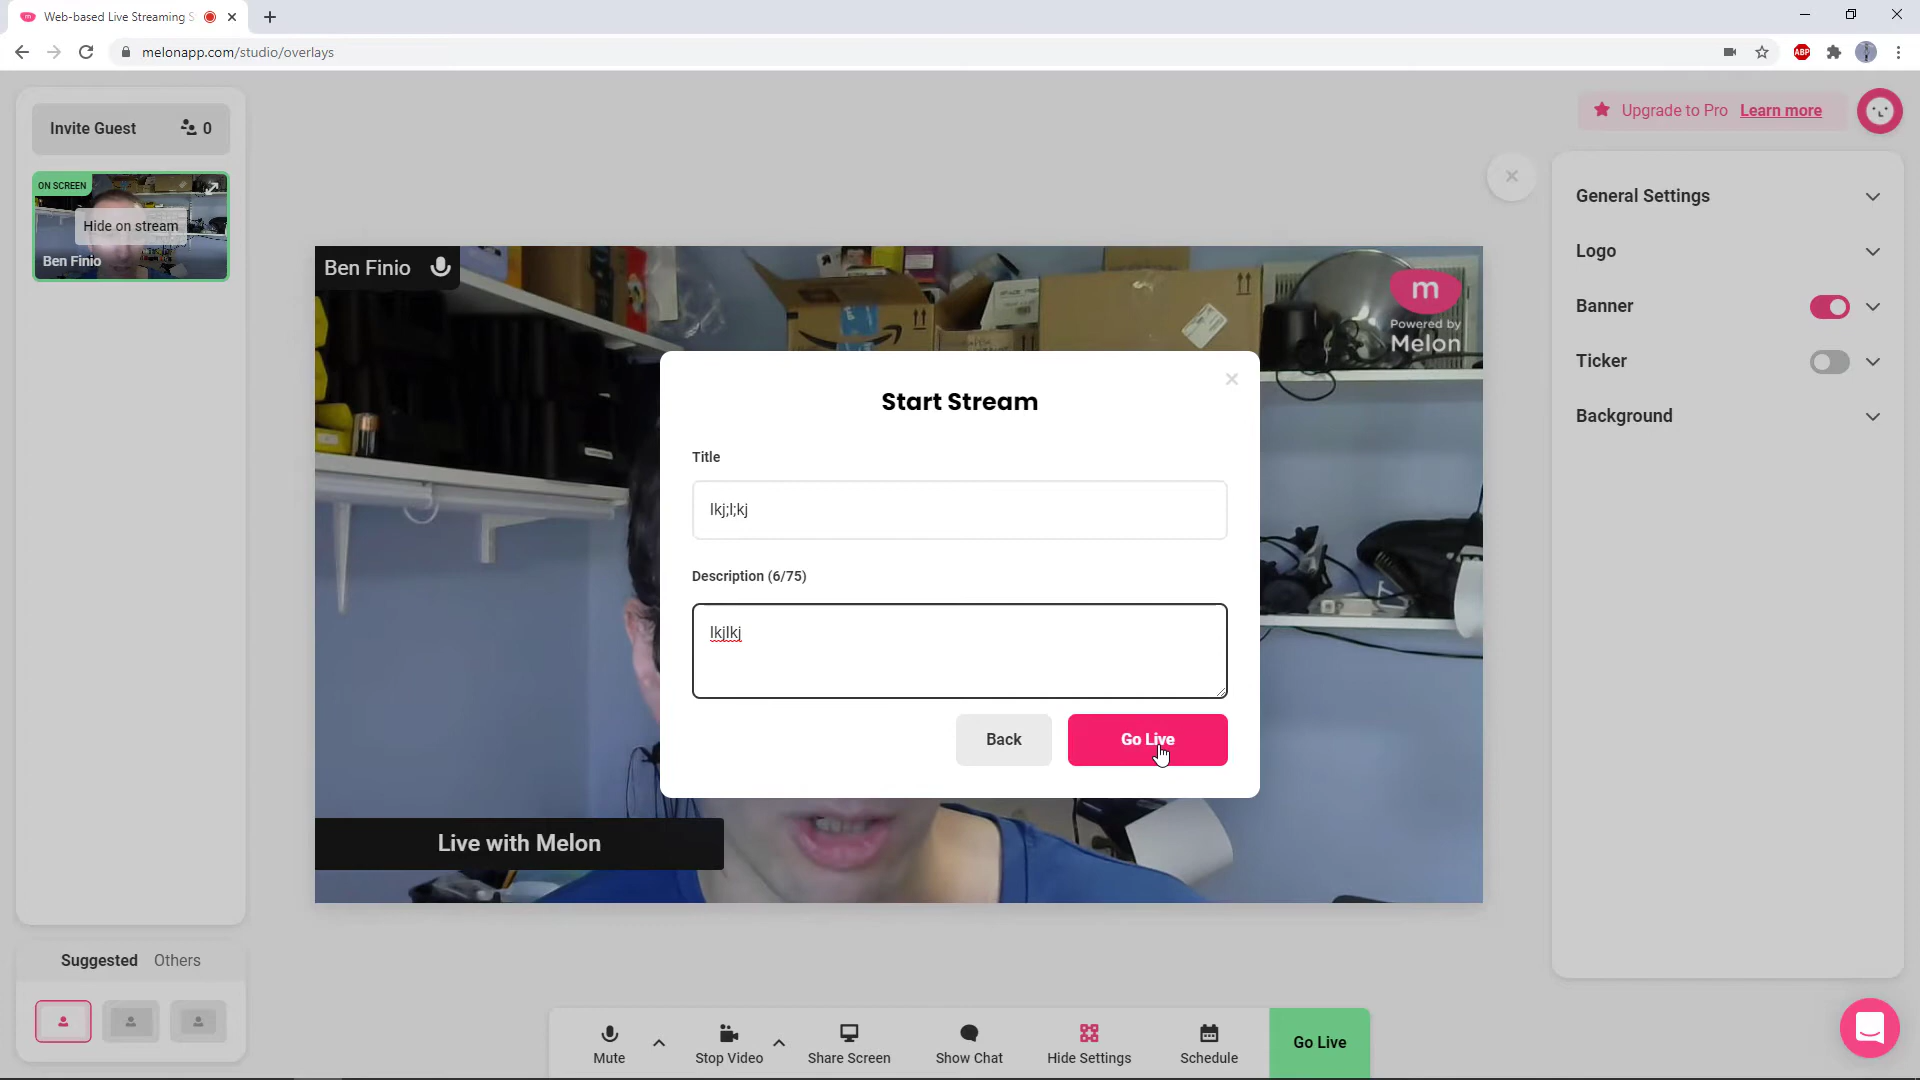 Web-based Live Streaming S
melonapp.com/studio/overlays
ABP
Invite Guest 0
Upgrade to Pro Learn more
ON SCREEN
Hide on stream
Ben Finio
Ben Finio
m
Powered by
Melon
General Settings
Logo
Banner
Ticker
Background
Start Stream
Title
lkj;l;kj
Description (6/75)
lkjlkj
Back
Go Live
Live with Melon
Suggested Others
Mute
Stop Video
Share Screen
Show Chat
Hide Settings
Schedule
Go Live